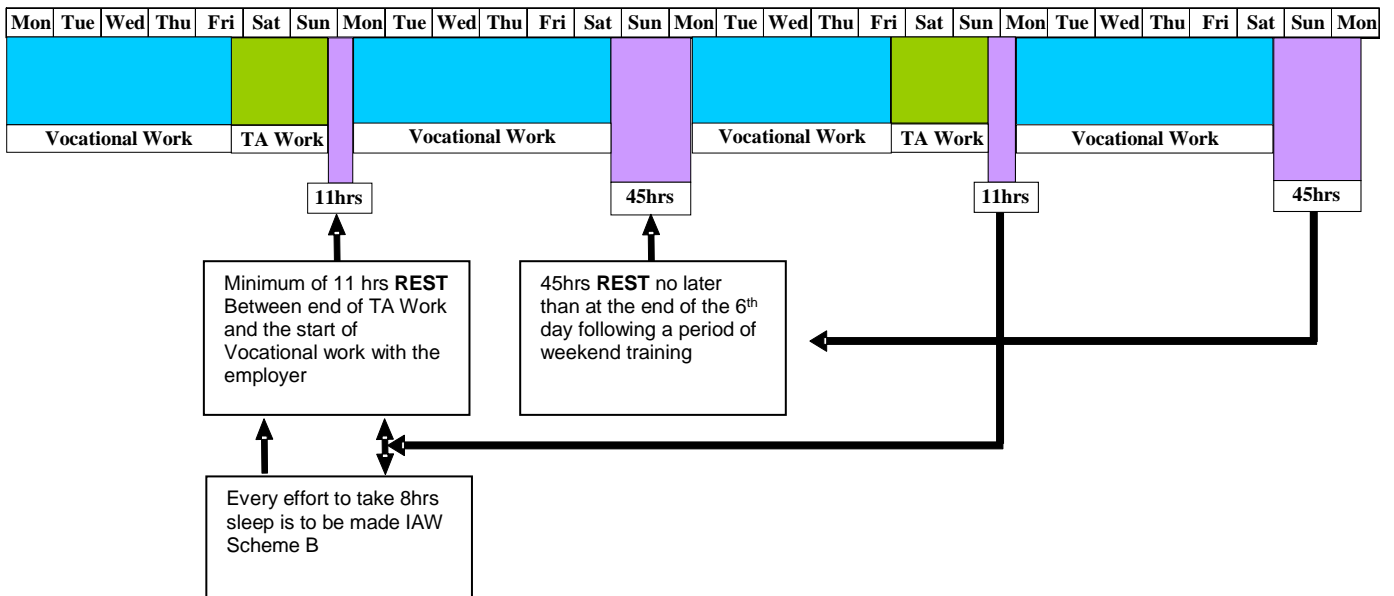 Mon Tue Wed Thu Fri Sat Sun Mon Tue Wed Thu Fri Sat Sun Mon Tue Wed Thu Fri Sat Sun Mon Tue Wed Thu Fri Sat Sun Mon
Vocational Work TA Work Vocational Work Vocational Work TA Work Vocational Work
11hrs 45hrs 11hrs 45hrs
Minimum of 11 hrs REST
Between end of TA Work
and the start of
Vocational work with the
employer
45hrs REST no later
than at the end of the 6th
day following a period of
weekend training
Every effort to take 8hrs
sleep is to be made IAW
Scheme B